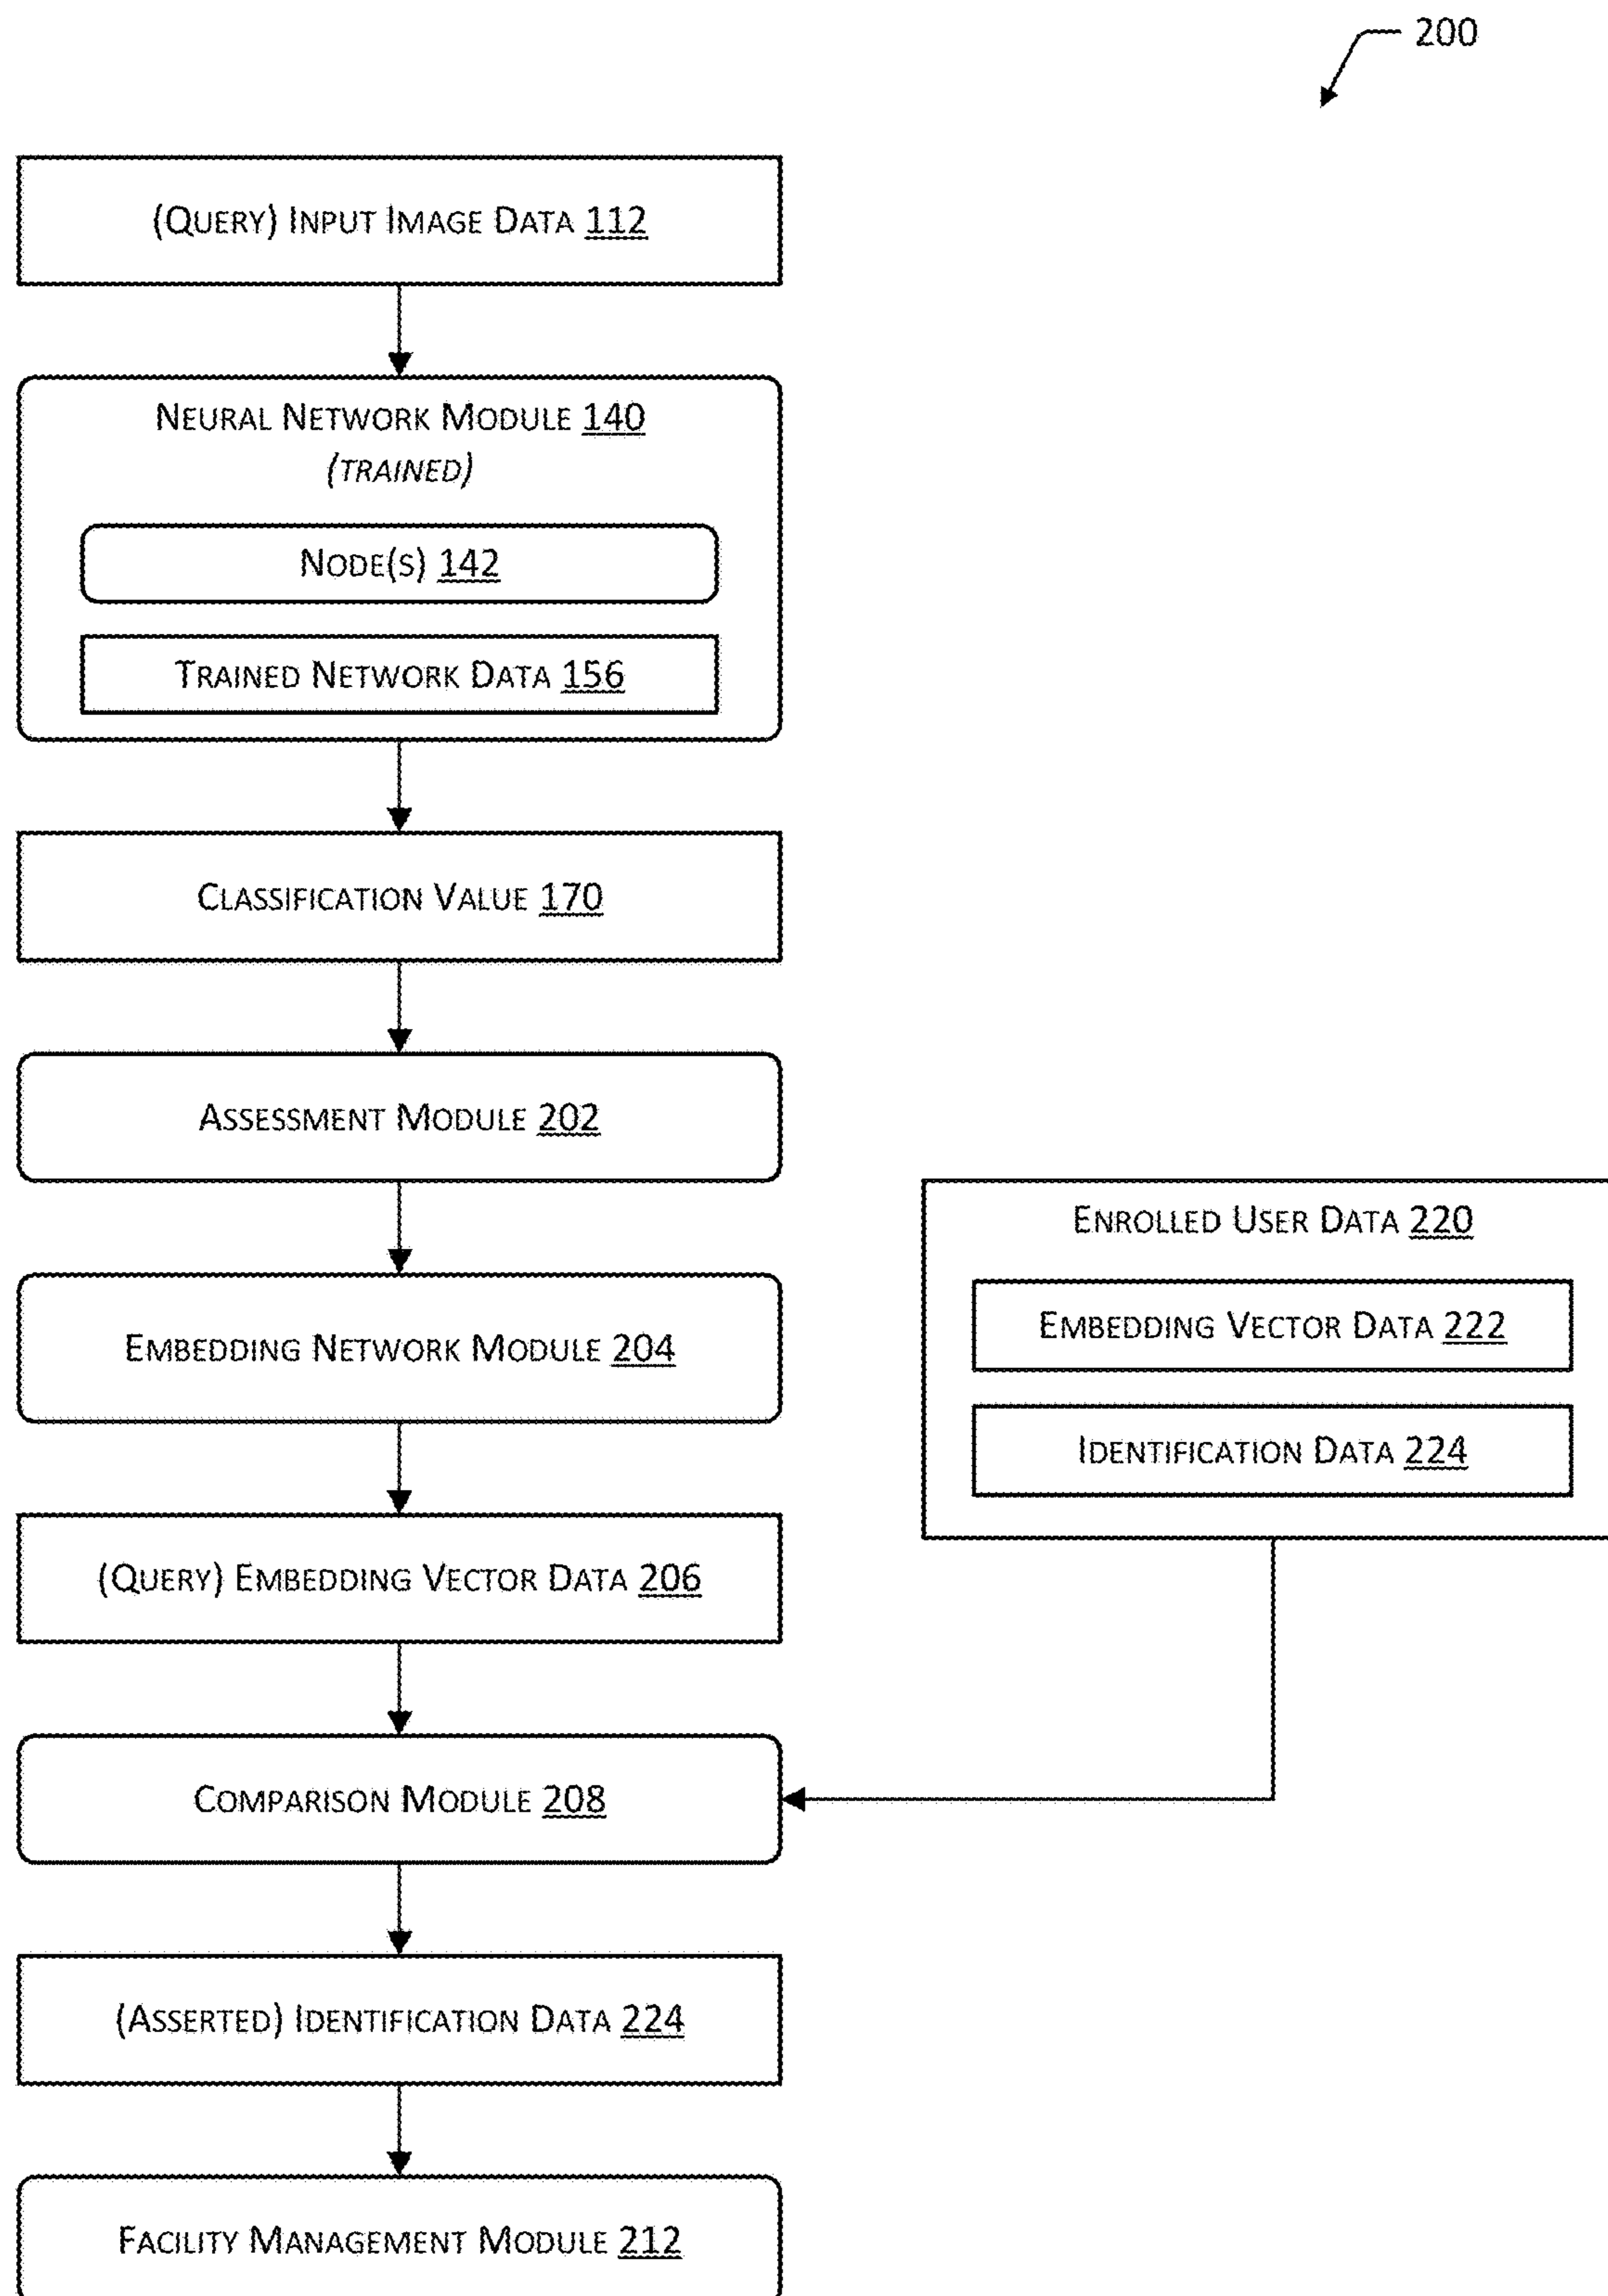 200
(QUERY) INPUT IMAGE DATA 112
NEURAL NETWORK MODULE 140
(TRAINED)
NODE(S) 142
TRAINED NETWORK DATA 156
CLASSIFICATION VALUE 170
ASSESSMENT MODULE 202
EMBEDDING NETWORK MODULE 204
(QUERY) EMBEDDING VECTOR DATA 206
COMPARISON MODULE 208
(ASSERTED) IDENTIFICATION DATA 224
FACILITY MANAGEMENT MODULE 212
ENROLLED USER DATA 220
EMBEDDING VECTOR DATA 222
IDENTIFICATION DATA 224